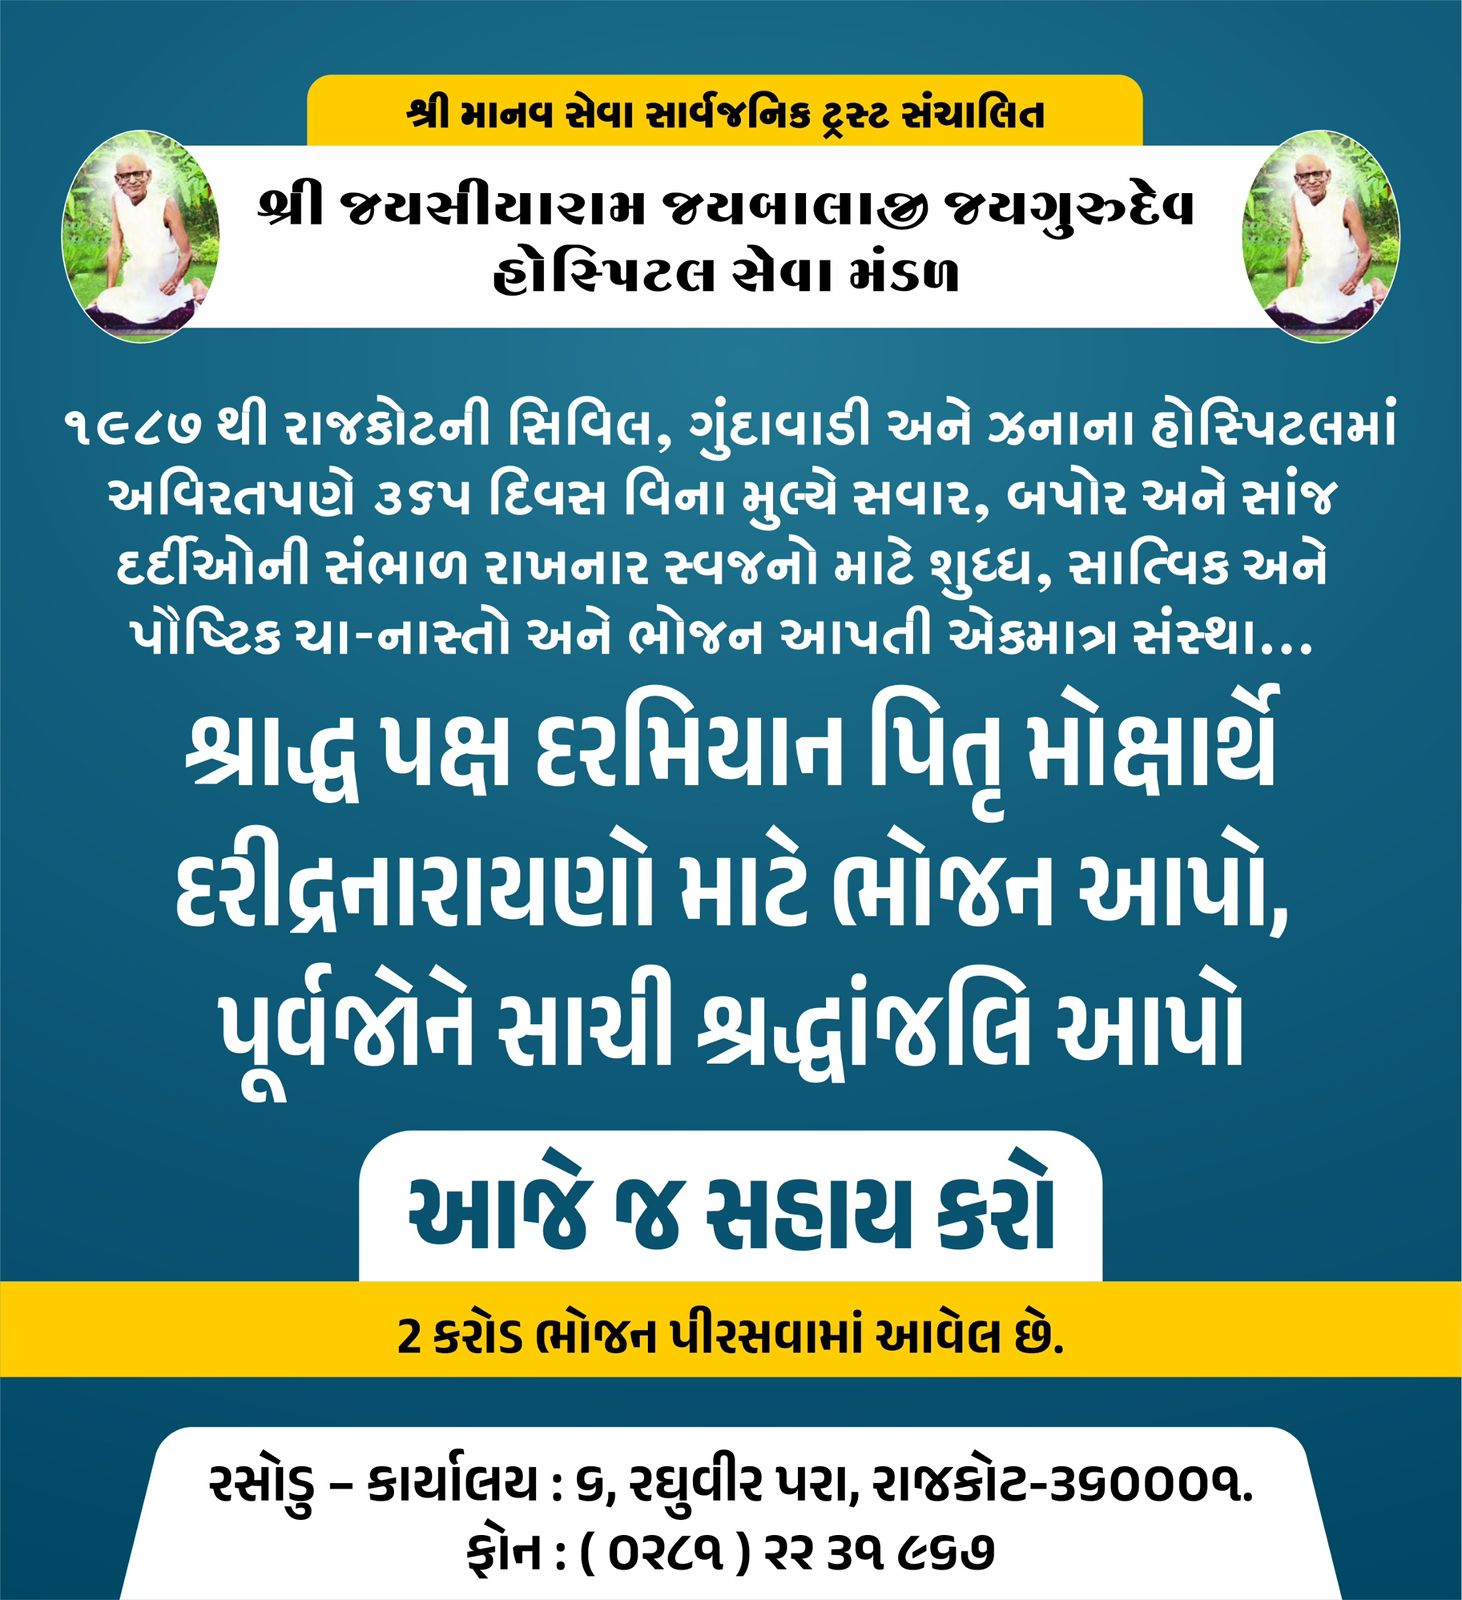 શ્રી માનવ સેવા સાર્વજનિક ટ્રસ્ટ સંચાલિત
શ્રી જયસીયારામ જયબાલાજી જયગુરુદેવ
હોસ્પિટલ સેવા મંડળ
૧૯૮૭ થી રાજકોટની સિવિલ, ગુંદાવાડી અને ઝનાના હોસ્પિટલમાં
અવિરતપણે ૩૬૫ દિવસ વિના મુલ્યે સવાર, બપોર અને સાંજ
દર્દીઓની સંભાળ રાખનાર સ્વજનો માટે શુધ્ધ, સાત્વિક અને
પૌષ્ટિક ચા-નાસ્તો અને ભોજન આપતી એકમાત્ર સંસ્થા...
શ્રાદ્ધ પક્ષ દરમિયાન પિતૃ મોક્ષાર્થે
દરીદ્રનારાયણો માટે ભોજન આપો,
પૂર્વજોને સાચી શ્રદ્ધાંજલિ આપો
આજે જ સહાય કરો
2 કરોડ ભોજન પીરસવામાં આવેલ છે.
રસોડુ – કાર્યાલય : ૬, રઘુવીર પરા, રાજકોટ-૩૬૦૦૦૧.
ફોન : ( ૦૨૮૧ ) ૨૨ ૩૧ ૯૬૭